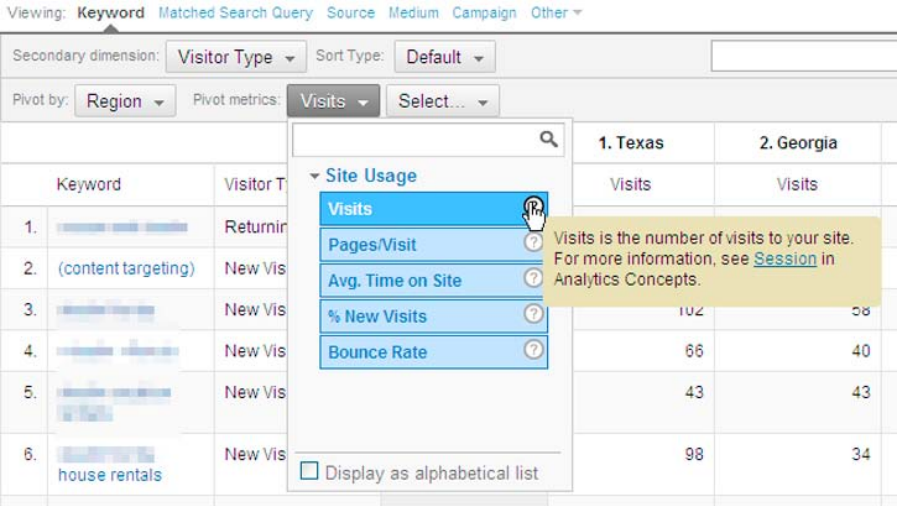 Viewing: Keyword Matched Search Query Source Medium Campaign Other
Secondary dimension: Visitor Type Sort Type: Default
Pivot by: Region Pivot metrics: Visits Select...
1. Texas 2. Georgia
Keyword Visitor T Visits Visits
Site Usage
Visits
Pages/Visit
Avg. Time on Site
% New Visits
Bounce Rate
Display as alphabetical list
Visits is the number of visits to your site.
For more information, see Session in
Analytics Concepts.
1. Returnin
2. (content targeting) New Vis
3. New Vis 102 58
4. New Vis 66 40
5. New Vis 43 43
6. New Vis 98 34
house rentals